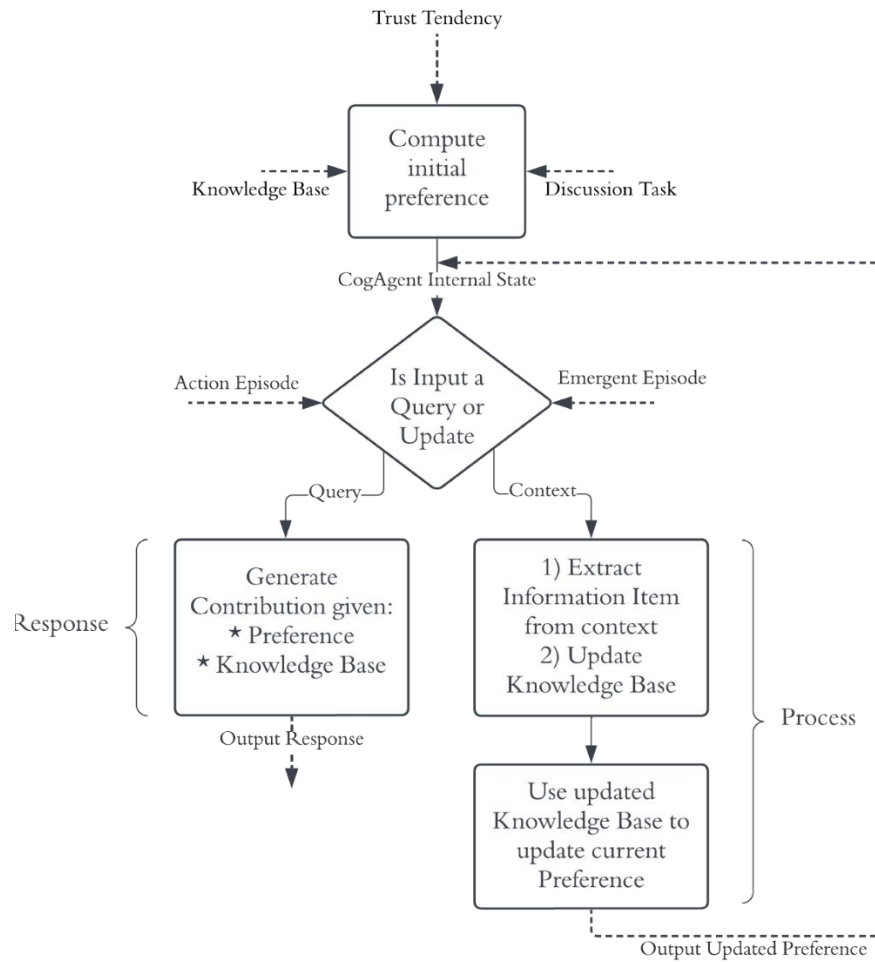 Trust Tendency
Compute
initial
preference
Knowledge Base
Discussion Task
CogAgent Internal State
Action Episode
Is Input a
Query or
Update
Emergent Episode
Query
Context
Response
Generate
Contribution given:
★ Preference
★ Knowledge Base
1) Extract
Information Item
from context
2) Update
Knowledge Base
Process
Output Response
Use updated
Knowledge Base to
update current
Preference
Output Updated Preference